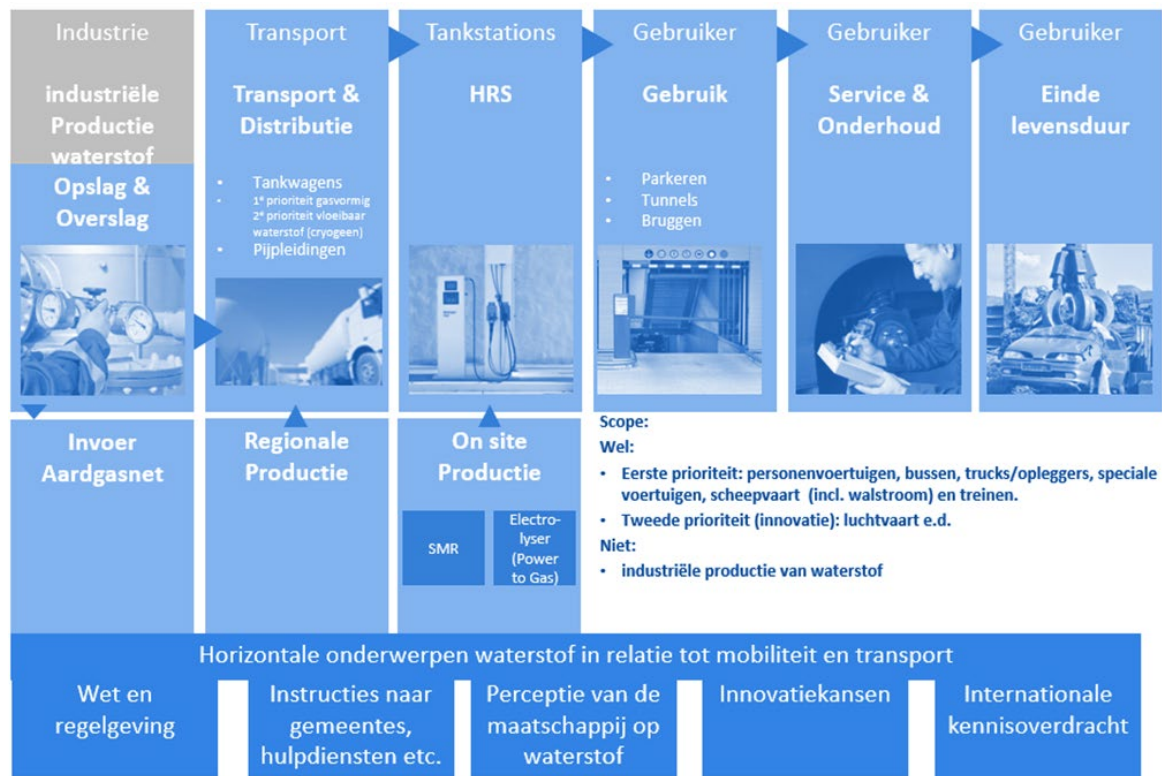 Industrie
industriële
Productie
waterstof
Opslag &
Overslag
Transport
Transport &
Distributie
• Tankwagens
• 1e prioriteit gasvormig
2e prioriteit vloeibaar
waterstof (cryogeen)
• Pijpleidingen
Tankstations
HRS
Gebruiker
Gebruik
• Parkeren
• Tunnels
• Bruggen
Gebruiker
Service &
Onderhoud
Gebruiker
Einde
levensduur
Invoer
Aardgasnet
Regionale
Productie
On site
Productie
SMR
Electro-
lyser
(Power
to Gas)
Scope:
Wel:
• Eerste prioriteit: personenvoertuigen, bussen, trucks/opleggers, speciale
voertuigen, scheepvaart (incl. walstroom) en treinen.
• Tweede prioriteit (innovatie): luchtvaart e.d.
Niet:
• industriële productie van waterstof
Horizontale onderwerpen waterstof in relatie tot mobiliteit en transport
Wet en
regelgeving
Instructies naar
gemeentes,
hulpdiensten etc.
Perceptie van de
maatschappij op
waterstof
Innovatiekansen
Internationale
kennisoverdracht